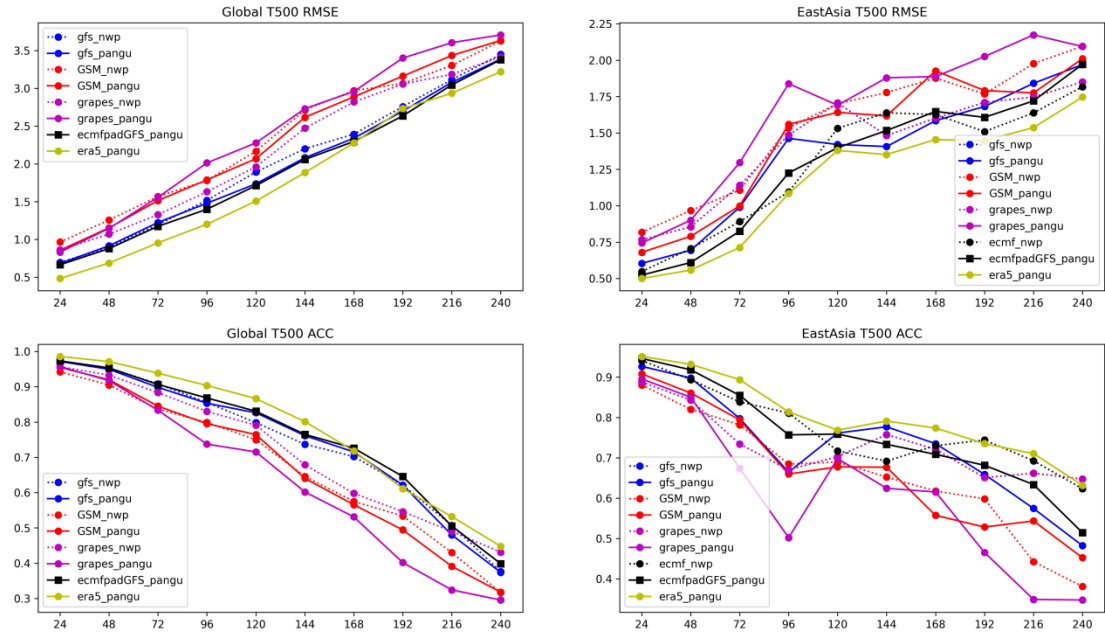 Global T500 RMSE
gfs_nwp
gfs_pangu
GSM_nwp
GSM_pangu
grapes_nwp
grapes_pangu
ecmfpadGFS_pangu
era5_pangu
3.5
3.0
2.5
2.0
1.5
1.0
0.5
24 48 72 96 120 144 168 192 216 240
EastAsia T500 RMSE
2.25
2.00
1.75
1.50
1.25
1.00
0.75
0.50
gfs_nwp
gfs_pangu
GSM_nwp
GSM_pangu
grapes_nwp
grapes_pangu
ecmf_nwp
ecmfpadGFS_pangu
era5_pangu
24 48 72 96 120 144 168 192 216 240
Global T500 ACC
1.0
0.9
0.8
0.7
0.6
0.5
0.4
0.3
gfs_nwp
gfs_pangu
GSM_nwp
GSM_pangu
grapes_nwp
grapes_pangu
ecmfpadGFS_pangu
era5_pangu
24 48 72 96 120 144 168 192 216 240
EastAsia T500 ACC
0.9
0.8
0.7
0.6
0.5
0.4
gfs_nwp
gfs_pangu
GSM_nwp
GSM_pangu
grapes_nwp
grapes_pangu
ecmf_nwp
ecmfpadGFS_pangu
era5_pangu
24 48 72 96 120 144 168 192 216 240